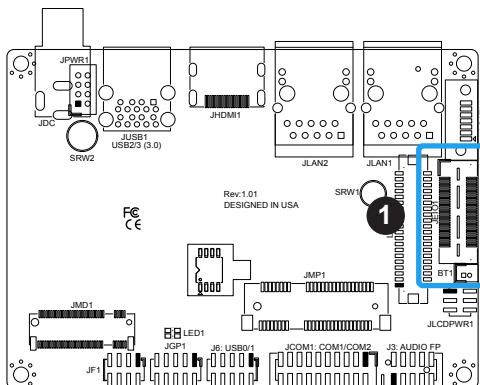 JPWR1
JDC
SRW2
JUSB1
USB2/3 (3.0)
JHDMI1
JLAN2
JLAN1
Rev:1.01
DESIGNED IN USA
SRW1
1
FC
CE
BT1
JMP1
JLCDPWR1
JMD1
LED1
JF1
JGP1
J6: USB0/1
JCOM1: COM1/COM2
J3: AUDIO FP